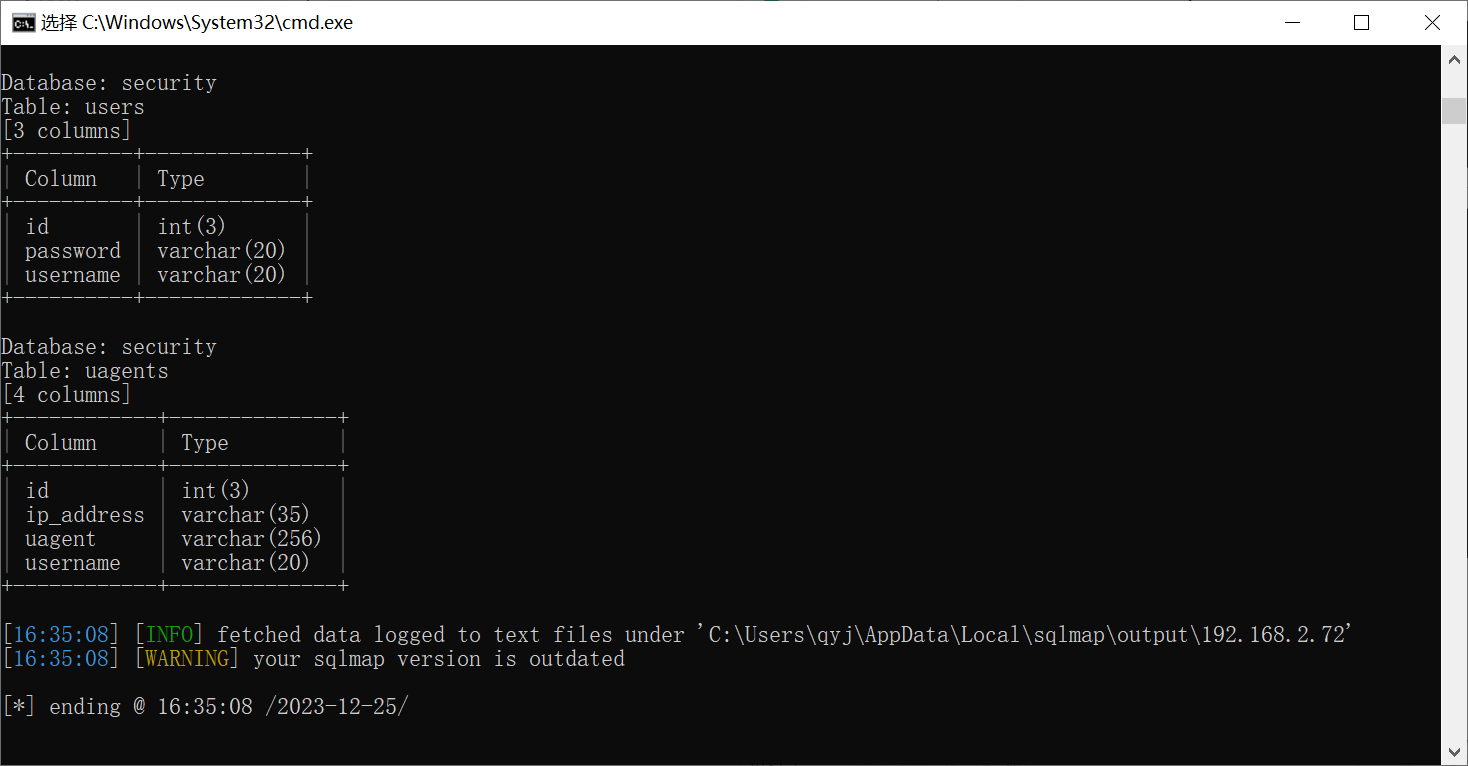 选择 C:\Windows\System32\cmd.exe
Database: security
Table: users
[3 columns]
+----------+-------------+
| Column   | Type        |
+----------+-------------+
| id       | int(3)      |
| password | varchar(20) |
| username | varchar(20) |
+----------+-------------+
Database: security
Table: uagents
[4 columns]
+------------+--------------+
| Column     | Type         |
+------------+--------------+
| id         | int(3)       |
| ip_address | varchar(35)  |
| uagent     | varchar(256) |
| username   | varchar(20)  |
+------------+--------------+
[16:35:08] [INFO] fetched data logged to text files under 'C:\Users\qyj\AppData\Local\sqlmap\output\192.168.2.72'
[16:35:08] [WARNING] your sqlmap version is outdated
[*] ending @ 16:35:08 /2023-12-25/